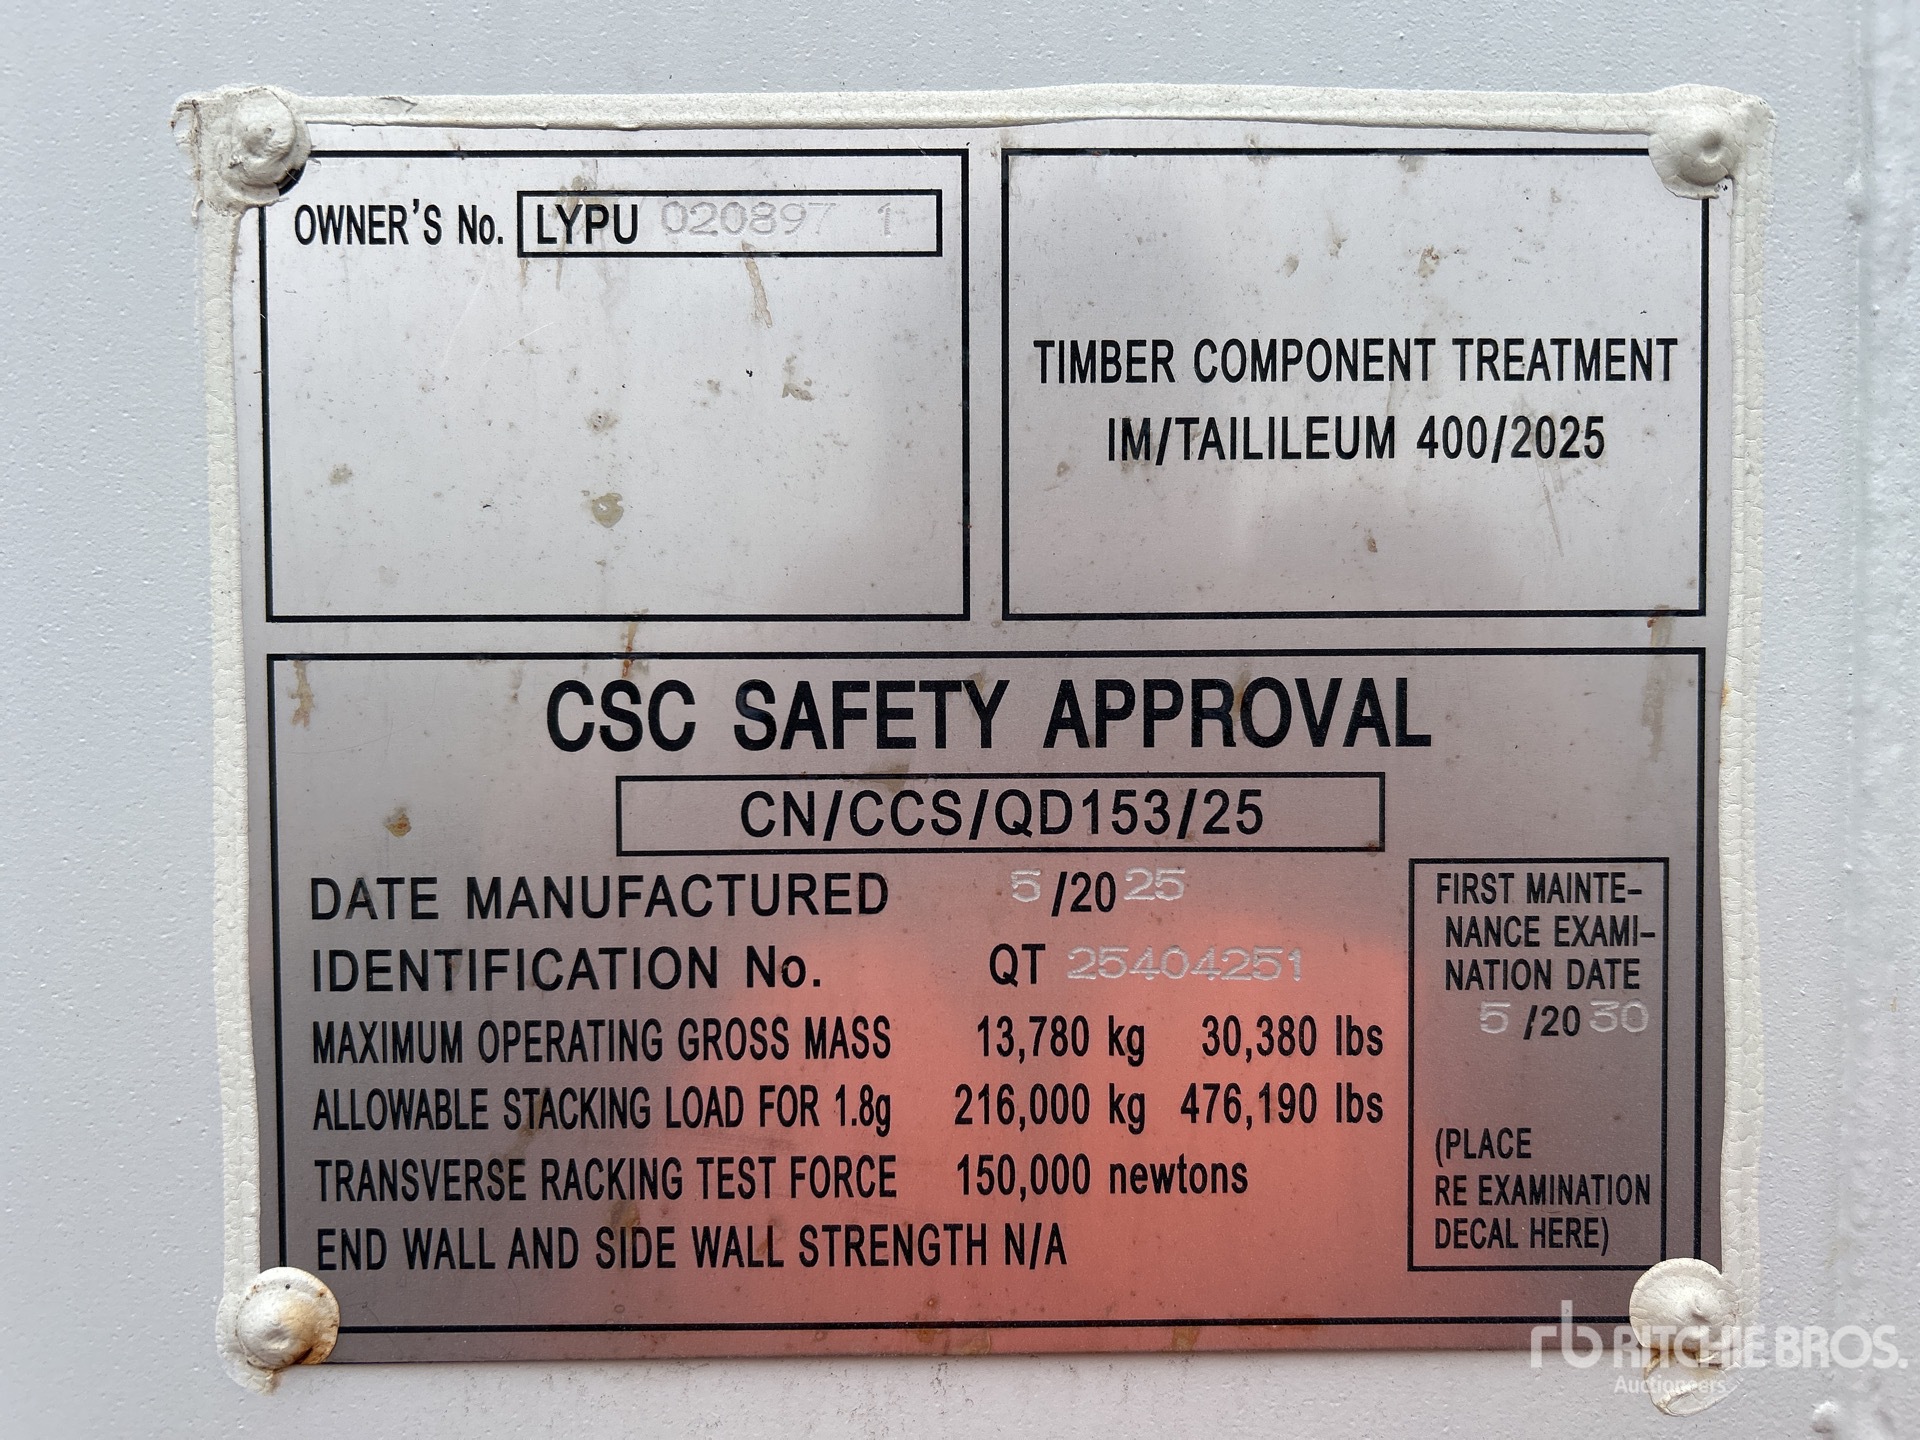 OWNER'S No. LYPU 020897 1
TIMBER COMPONENT TREATMENT
IM/TAILILEUM 400/2025
CSC SAFETY APPROVAL
CN/CCS/QD153/25
DATE MANUFACTURED 5/2025
IDENTIFICATION No. QT 25404251
MAXIMUM OPERATING GROSS MASS 13,780 kg 30,380 lbs
ALLOWABLE STACKING LOAD FOR 1.8g 216,000 kg 476,190 lbs
TRANSVERSE RACKING TEST FORCE 150,000 newtons
END WALL AND SIDE WALL STRENGTH N/A
FIRST MAINTE-
NANCE EXAMI-
NATION DATE
5/2030
(PLACE
RE EXAMINATION
DECAL HERE)
rb RITCHIE BROS.
Auctioneers